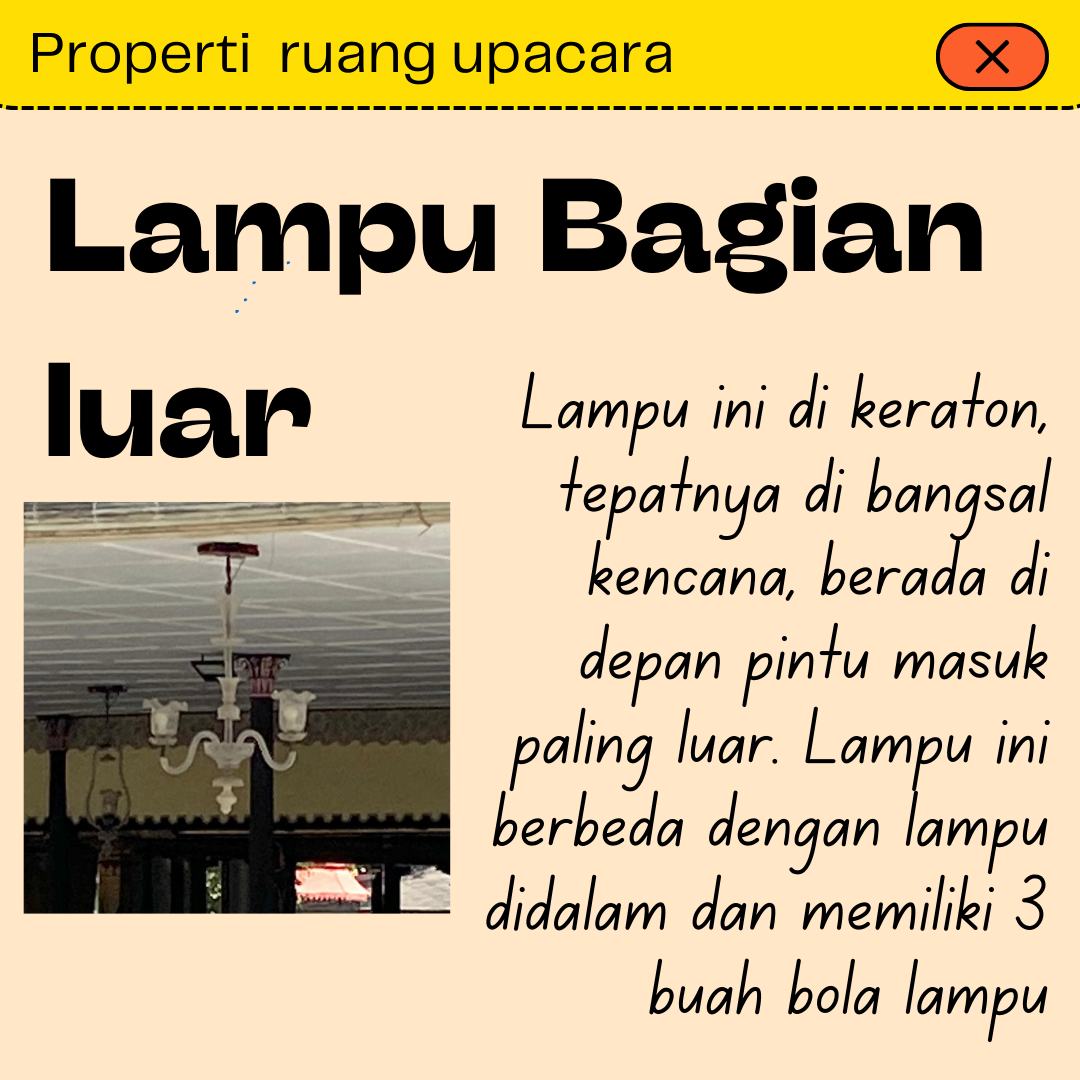 Properti ruang upacara
Lampu Bagian
luar
Lampu ini di keraton,
tepatnya di bangsal
kencana, berada di
depan pintu masuk
paling luar. Lampu ini
berbeda dengan lampu
didalam dan memiliki 3
buah bola lampu